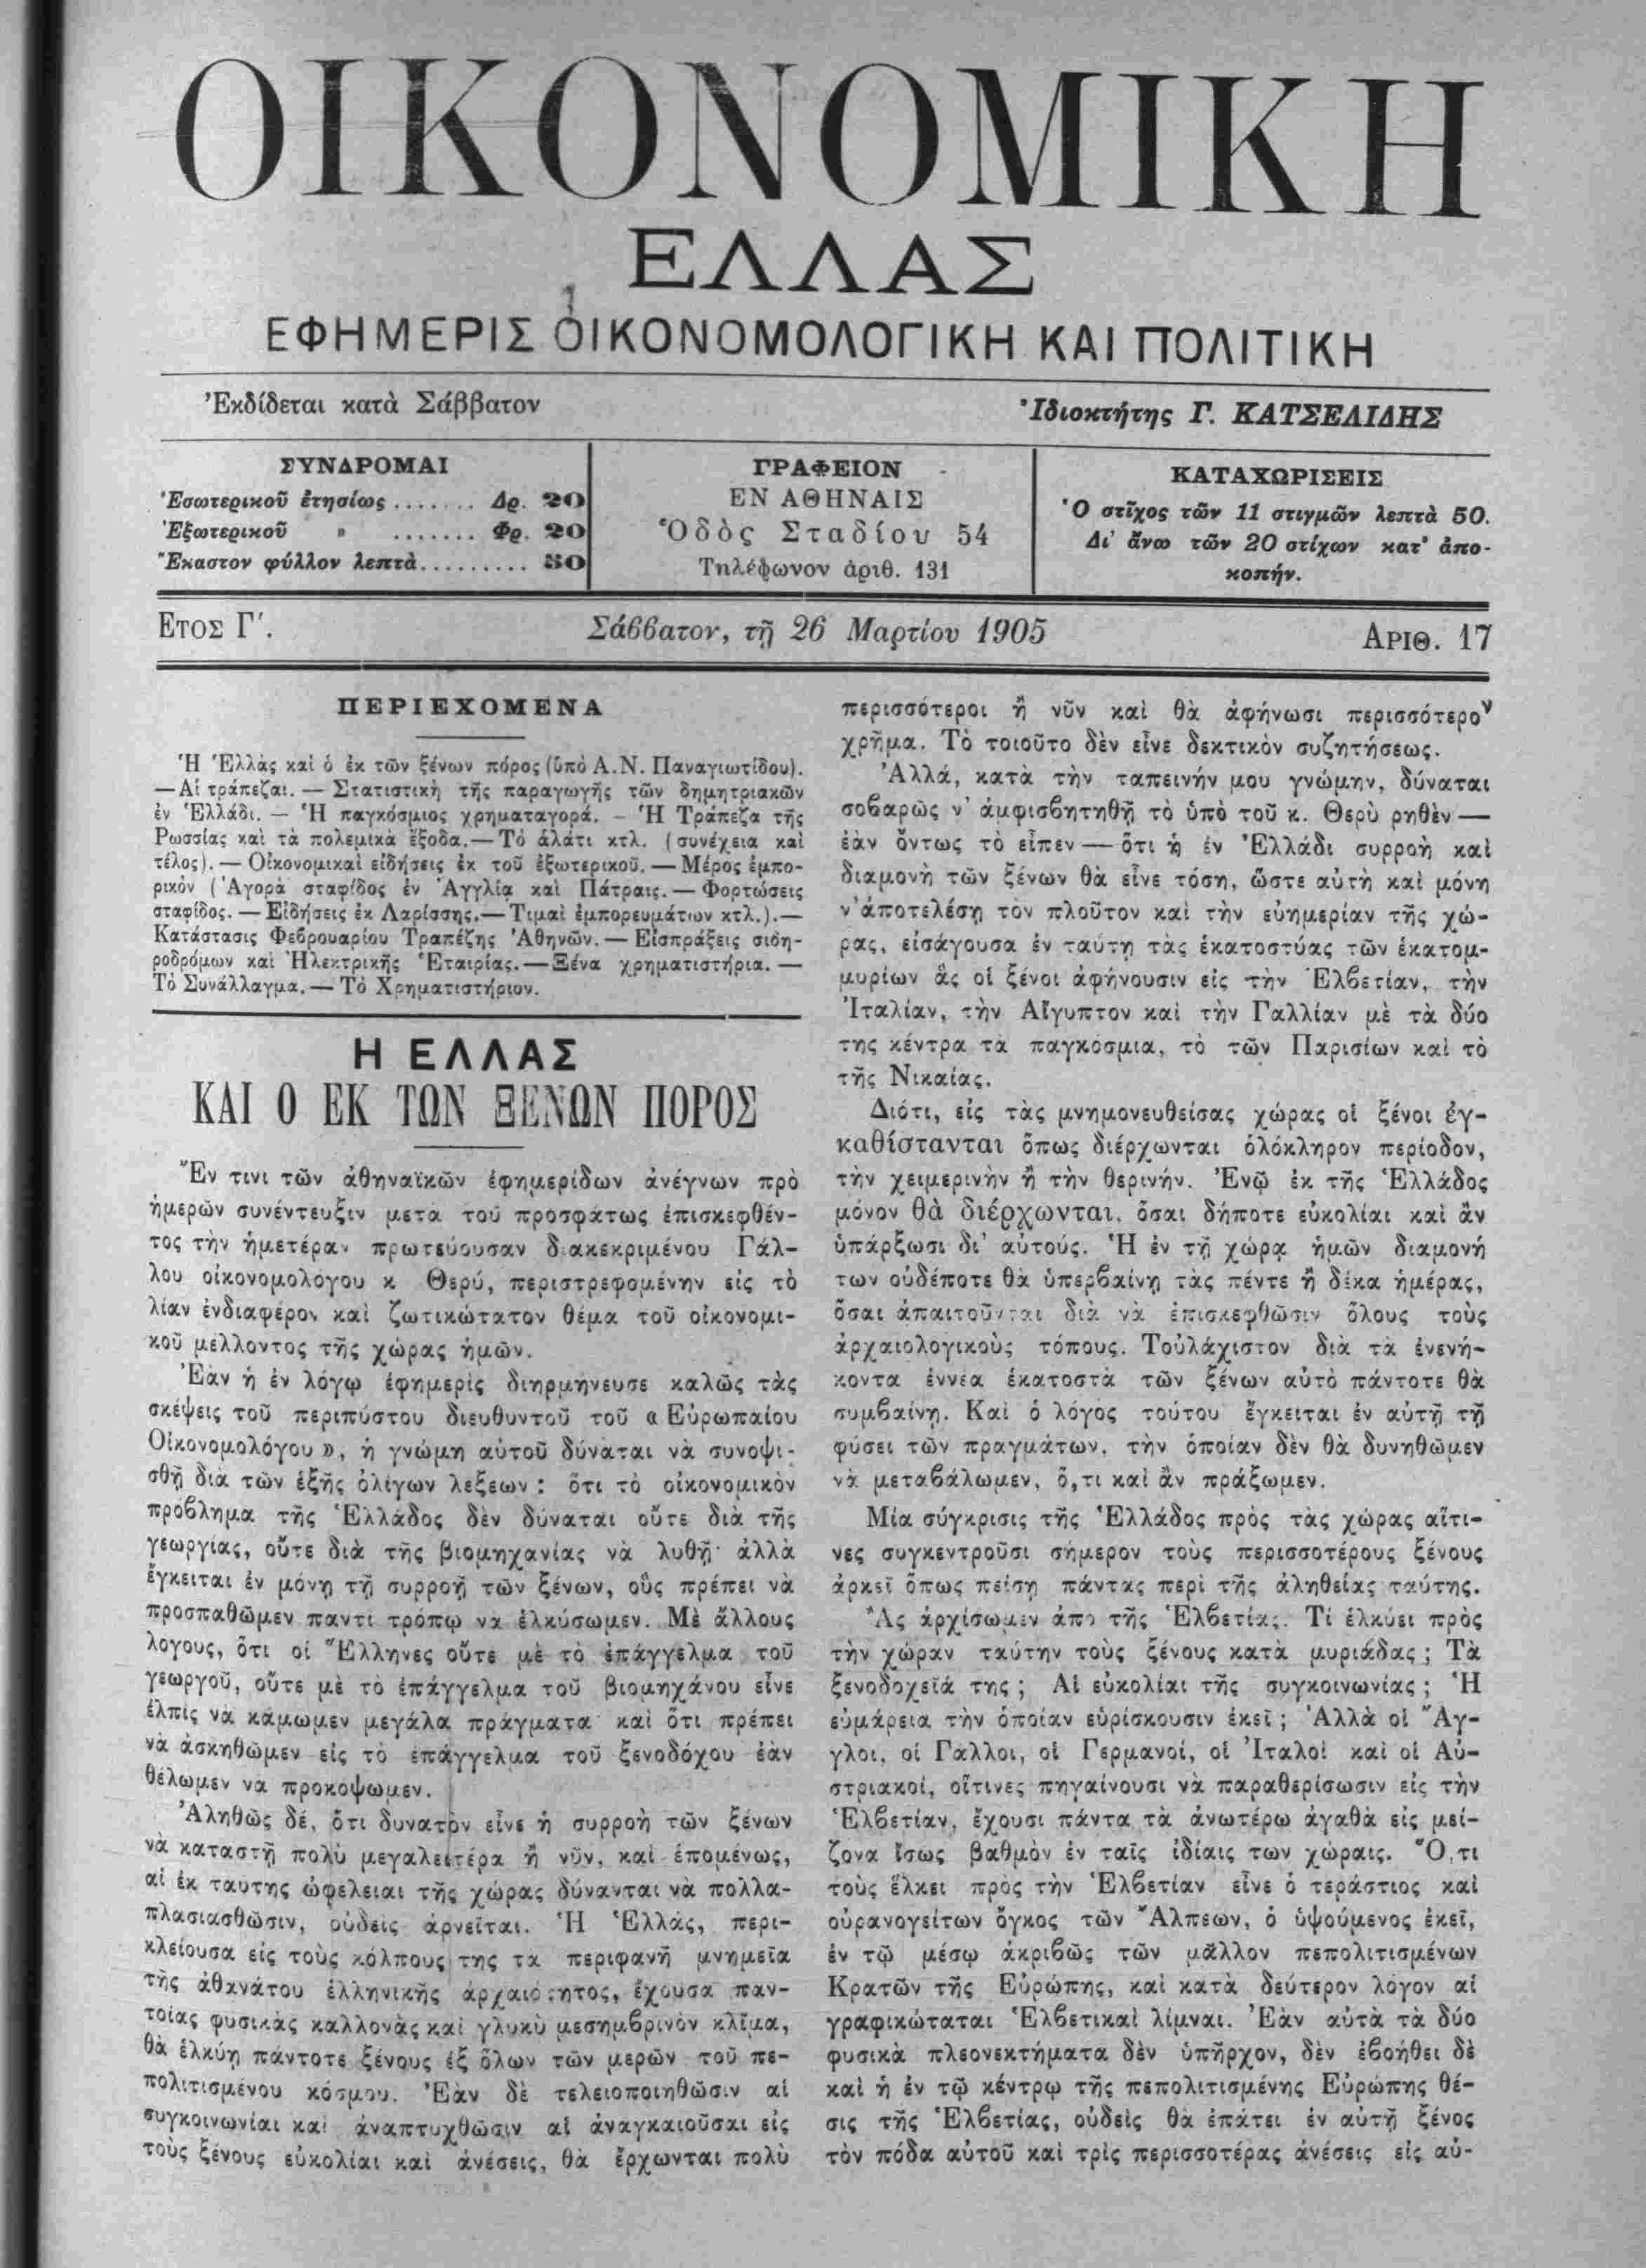 ΟΙΚΟΝΟΜΙΚΗ
ΕΛΛΑΣ
ΕΦΗΜΕΡΙΣ ΟΙΚΟΝΟΜΟΛΟΓΙΚΗ ΚΑΙ ΠΟΛΙΤΙΚΗ
Ἐκδίδεται κατὰ Σάββατον
Ἰδιοκτήτης Γ. ΚΑΤΣΕΛΙΔΗΣ
ΣΥΝΔΡΟΜΑΙ
Ἐσωτερικοῦ ἐτησίως ....... Δρ. 20
Ἐξωτερικοῦ » ....... Φρ. 20
Ἕκαστον φύλλον λεπτὰ......... 50
ΓΡΑΦΕΙΟΝ
ΕΝ ΑΘΗΝΑΙΣ
Ὁδὸς Σταδίου 54
Τηλέφωνον ἀριθ. 131
ΚΑΤΑΧΩΡΙΣΕΙΣ
Ὁ στῖχος τῶν 11 στιγμῶν λεπτὰ 50.
Δι' ἄνω τῶν 20 στίχων κατ' ἀπο-
κοπήν.
ΕΤΟΣ Γ'.
Σάββατον, τῇ 26 Μαρτίου 1905
ΑΡΙΘ. 17
ΠΕΡΙΕΧΟΜΕΝΑ
Ἡ Ἑλλὰς καὶ ὁ ἐκ τῶν ξένων πόρος (ὑπὸ Α.Ν. Παναγιωτίδου).
—Αἱ τράπεζαι. — Στατιστικὴ τῆς παραγωγῆς τῶν δημητριακῶν
ἐν Ἑλλάδι. — Ἡ παγκόσμιος χρηματαγορά. - Ἡ Τράπεζα τῆς
Ρωσσίας καὶ τὰ πολεμικὰ ἔξοδα.— Τὸ ἁλάτι κτλ. (συνέχεια καὶ
τέλος). — Οἰκονομικαὶ εἰδήσεις ἐκ τοῦ ἐξωτερικοῦ. — Μέρος ἐμπο-
ρικὸν (Ἀγορὰ σταφίδος ἐν Ἀγγλίᾳ καὶ Πάτραις. — Φορτώσεις
σταφίδος. — Εἰδήσεις ἐκ Λαρίσσης.— Τιμαὶ ἐμπορευμάτων κτλ.).—
Κατάστασις Φεβρουαρίου Τραπέζης Ἀθηνῶν. — Εἰσπράξεις σιδη-
ροδρόμων καὶ Ἠλεκτρικῆς Ἑταιρίας.— Ξένα χρηματιστήρια. —
Τὸ Συνάλλαγμα.— Τὸ Χρηματιστήριον.
Η ΕΛΛΑΣ
ΚΑΙ Ο ΕΚ ΤΩΝ ΞΕΝΩΝ ΠΟΡΟΣ
Ἔν τινι τῶν ἀθηναϊκῶν ἐφημερίδων ἀνέγνων πρὸ
ἡμερῶν συνέντευξιν μετὰ τοῦ προσφάτως ἐπισκεφθέν-
τος τὴν ἡμετέραν πρωτεύουσαν διακεκριμένου Γάλ-
λου οἰκονομολόγου κ Θερύ, περιστρεφομένην εἰς τὸ
λίαν ἐνδιαφέρον καὶ ζωτικώτατον θέμα τοῦ οἰκονομι-
κοῦ μέλλοντος τῆς χώρας ἡμῶν.
Ἐὰν ἡ ἐν λόγῳ ἐφημερὶς διηρμήνευσε καλῶς τὰς
σκέψεις τοῦ περιπύστου διευθυντοῦ τοῦ «Εὐρωπαίου
Οἰκονομολόγου», ἡ γνώμη αὐτοῦ δύναται νὰ συνοψι-
σθῇ διὰ τῶν ἑξῆς ὀλίγων λέξεων : ὅτι τὸ οἰκονομικὸν
πρόβλημα τῆς Ἑλλάδος δὲν δύναται οὔτε διὰ τῆς
γεωργίας, οὔτε διὰ τῆς βιομηχανίας νὰ λυθῇ· ἀλλὰ
ἔγκειται ἐν μόνῃ τῇ συρροῇ τῶν ξένων, οὓς πρέπει νὰ
προσπαθῶμεν παντὶ τρόπῳ νὰ ἑλκύσωμεν. Μὲ ἄλλους
λόγους, ὅτι οἱ Ἕλληνες οὔτε μὲ τὸ ἐπάγγελμα τοῦ
γεωργοῦ, οὔτε μὲ τὸ ἐπάγγελμα τοῦ βιομηχάνου εἶνε
ἐλπὶς νὰ κάμωμεν μεγάλα πράγματα· καὶ ὅτι πρέπει
νὰ ἀσκηθῶμεν εἰς τὸ ἐπάγγελμα τοῦ ξενοδόχου ἐὰν
θέλωμεν νὰ προκόψωμεν.
Ἀληθῶς δέ, ὅτι δυνατὸν εἶνε ἡ συρροὴ τῶν ξένων
νὰ καταστῇ πολὺ μεγαλειτέρα ἢ νῦν, καὶ ἑπομένως,
αἱ ἐκ ταύτης ὠφέλειαι τῆς χώρας δύνανται νὰ πολλα-
πλασιασθῶσιν, οὐδεὶς ἀρνεῖται. Ἡ Ἑλλάς, περι-
κλείουσα εἰς τοὺς κόλπους της τὰ περιφανῆ μνημεῖα
τῆς ἀθανάτου ἑλληνικῆς ἀρχαιότητος, ἔχουσα παν-
τοίας φυσικὰς καλλονὰς καὶ γλυκὺ μεσημβρινὸν κλῖμα,
θὰ ἑλκύῃ πάντοτε ξένους ἐξ ὅλων τῶν μερῶν τοῦ πε-
πολιτισμένου κόσμου. Ἐὰν δὲ τελειοποιηθῶσιν αἱ
συγκοινωνίαι καὶ ἀναπτυχθῶσιν αἱ ἀναγκαιοῦσαι εἰς
τοὺς ξένους εὐκολίαι καὶ ἀνέσεις, θὰ ἔρχωνται πολὺ
περισσότεροι ἢ νῦν καὶ θὰ ἀφήνωσι περισσότερον
χρῆμα. Τὸ τοιοῦτο δὲν εἶνε δεκτικὸν συζητήσεως.
Ἀλλά, κατὰ τὴν ταπεινήν μου γνώμην, δύναται
σοβαρῶς ν' ἀμφισβητηθῇ τὸ ὑπὸ τοῦ κ. Θερὺ ρηθὲν —
ἐὰν ὄντως τὸ εἶπεν — ὅτι ἡ ἐν Ἑλλάδι συρροὴ καὶ
διαμονὴ τῶν ξένων θὰ εἶνε τόση, ὥστε αὐτὴ καὶ μόνη
ν'ἀποτελέσῃ τὸν πλοῦτον καὶ τὴν εὐημερίαν τῆς χώ-
ρας, εἰσάγουσα ἐν ταύτῃ τὰς ἑκατοστύας τῶν ἑκατομ-
μυρίων ἃς οἱ ξένοι ἀφήνουσιν εἰς τὴν Ἑλβετίαν, τὴν
Ἰταλίαν, τὴν Αἴγυπτον καὶ τὴν Γαλλίαν μὲ τὰ δύο
της κέντρα τὰ παγκόσμια, τὸ τῶν Παρισίων καὶ τὸ
τῆς Νικαίας.
Διότι, εἰς τὰς μνημονευθείσας χώρας οἱ ξένοι ἐγ-
καθίστανται ὅπως διέρχωνται ὁλόκληρον περίοδον,
τὴν χειμερινὴν ἢ τὴν θερινήν. Ἐνῷ ἐκ τῆς Ἑλλάδος
μόνον θὰ διέρχωνται, ὅσαι δήποτε εὐκολίαι καὶ ἂν
ὑπάρξωσι δι' αὐτούς. Ἡ ἐν τῇ χώρᾳ ἡμῶν διαμονή
των οὐδέποτε θὰ ὑπερβαίνῃ τὰς πέντε ἢ δέκα ἡμέρας,
ὅσαι ἀπαιτοῦνται διὰ νὰ ἐπισκεφθῶσιν ὅλους τοὺς
ἀρχαιολογικοὺς τόπους. Τοὐλάχιστον διὰ τὰ ἐνενή-
κοντα ἐννέα ἑκατοστὰ τῶν ξένων αὐτὸ πάντοτε θὰ
συμβαίνῃ. Καὶ ὁ λόγος τούτου ἔγκειται ἐν αὐτῇ τῇ
φύσει τῶν πραγμάτων, τὴν ὁποίαν δὲν θὰ δυνηθῶμεν
νὰ μεταβάλωμεν, ὅ,τι καὶ ἂν πράξωμεν.
Μία σύγκρισις τῆς Ἑλλάδος πρὸς τὰς χώρας αἵτι-
νες συγκεντροῦσι σήμερον τοὺς περισσοτέρους ξένους
ἀρκεῖ ὅπως πείσῃ πάντας περὶ τῆς ἀληθείας ταύτης.
Ἂς ἀρχίσωμεν ἀπὸ τῆς Ἑλβετίας. Τί ἑλκύει πρὸς
τὴν χώραν ταύτην τοὺς ξένους κατὰ μυριάδας ; Τὰ
ξενοδοχεῖά της ; Αἱ εὐκολίαι τῆς συγκοινωνίας ; Ἡ
εὐμάρεια τὴν ὁποίαν εὑρίσκουσιν ἐκεῖ ; Ἀλλὰ οἱ Ἄγ-
γλοι, οἱ Γάλλοι, οἱ Γερμανοί, οἱ Ἰταλοὶ καὶ οἱ Αὐ-
στριακοί, οἵτινες πηγαίνουσι νὰ παραθερίσωσιν εἰς τὴν
Ἑλβετίαν, ἔχουσι πάντα τὰ ἀνωτέρω ἀγαθὰ εἰς μεί-
ζονα ἴσως βαθμὸν ἐν ταῖς ἰδίαις των χώραις. Ὅ,τι
τοὺς ἕλκει πρὸς τὴν Ἑλβετίαν εἶνε ὁ τεράστιος καὶ
οὐρανογείτων ὄγκος τῶν Ἄλπεων, ὁ ὑψούμενος ἐκεῖ,
ἐν τῷ μέσῳ ἀκριβῶς τῶν μᾶλλον πεπολιτισμένων
Κρατῶν τῆς Εὐρώπης, καὶ κατὰ δεύτερον λόγον αἱ
γραφικώταται Ἑλβετικαὶ λίμναι. Ἐὰν αὐτὰ τὰ δύο
φυσικὰ πλεονεκτήματα δὲν ὑπῆρχον, δὲν ἐβοήθει δὲ
καὶ ἡ ἐν τῷ κέντρῳ τῆς πεπολιτισμένης Εὐρώπης θέ-
σις τῆς Ἑλβετίας, οὐδεὶς θὰ ἐπάτει ἐν αὐτῇ ξένος
τὸν πόδα αὐτοῦ καὶ τρὶς περισσοτέρας ἀνέσεις εἰς αὐ-